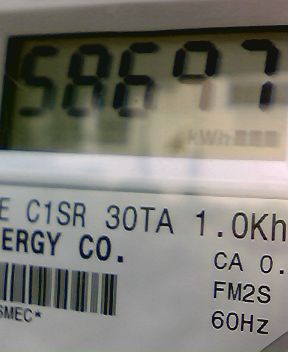 58697
kWh
E C1SR 30TA 1.0Kh
ERGY CO.
CA 0.
FM2S
SMEC*
60Hz